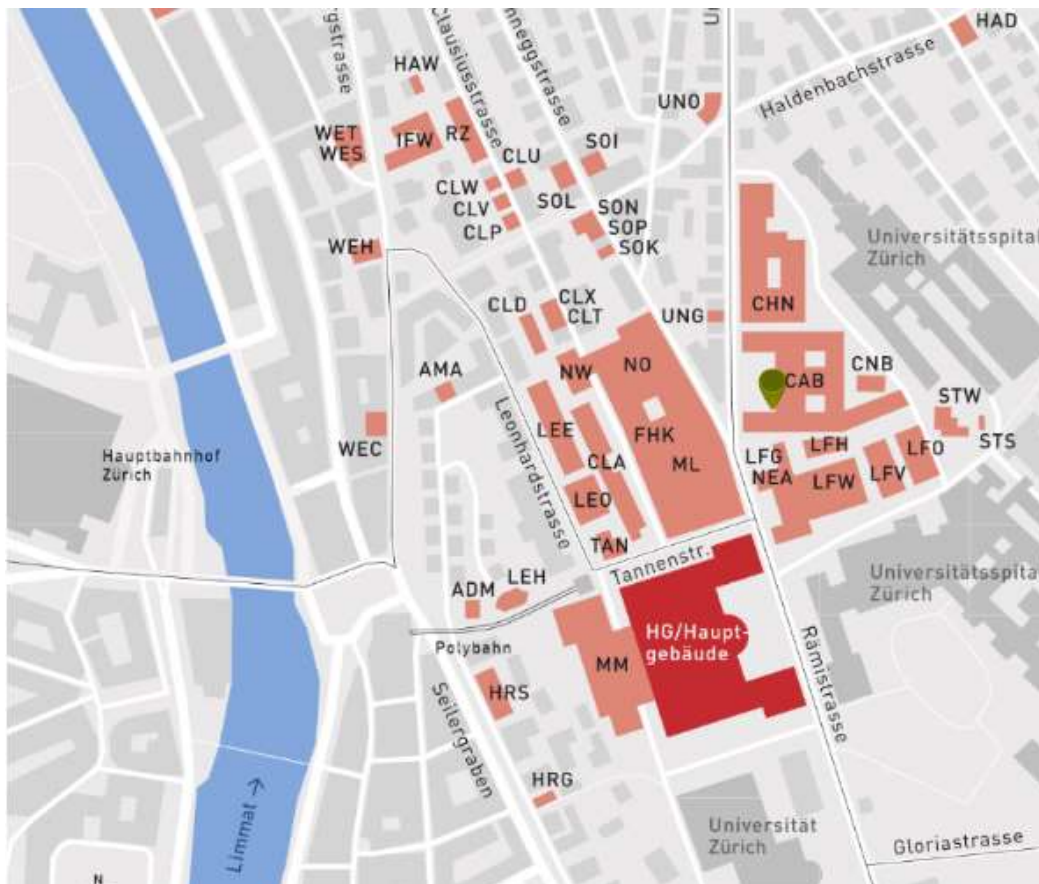 HAD
Haldenbachstrasse
Clausiusstrasse
HAW
UNO
WET
WES
IFW
RZ
SOI
CLU
CLW
SOL
CLV
SON
CLP
SOP
SOK
WEH
Universitätsspital
Zürich
CLD
CLX
CLT
UNG
CHN
NO
AMA
NW
CAB
CNB
STW
Leonhardstrasse
WEC
LEE
FHK
LFG
LFH
LFO
STS
Hauptbahnhof
Zürich
CLA
ML
NEA
LFW
LFV
LEO
TAN
Tannenstr.
ADM
LEH
Universitätsspital
Zürich
HG/Haupt-
gebäude
Polybahn
MM
Rämistrasse
HRS
Seilergraben
HRG
Limmat →
Universität
Zürich
Gloriastrasse
N